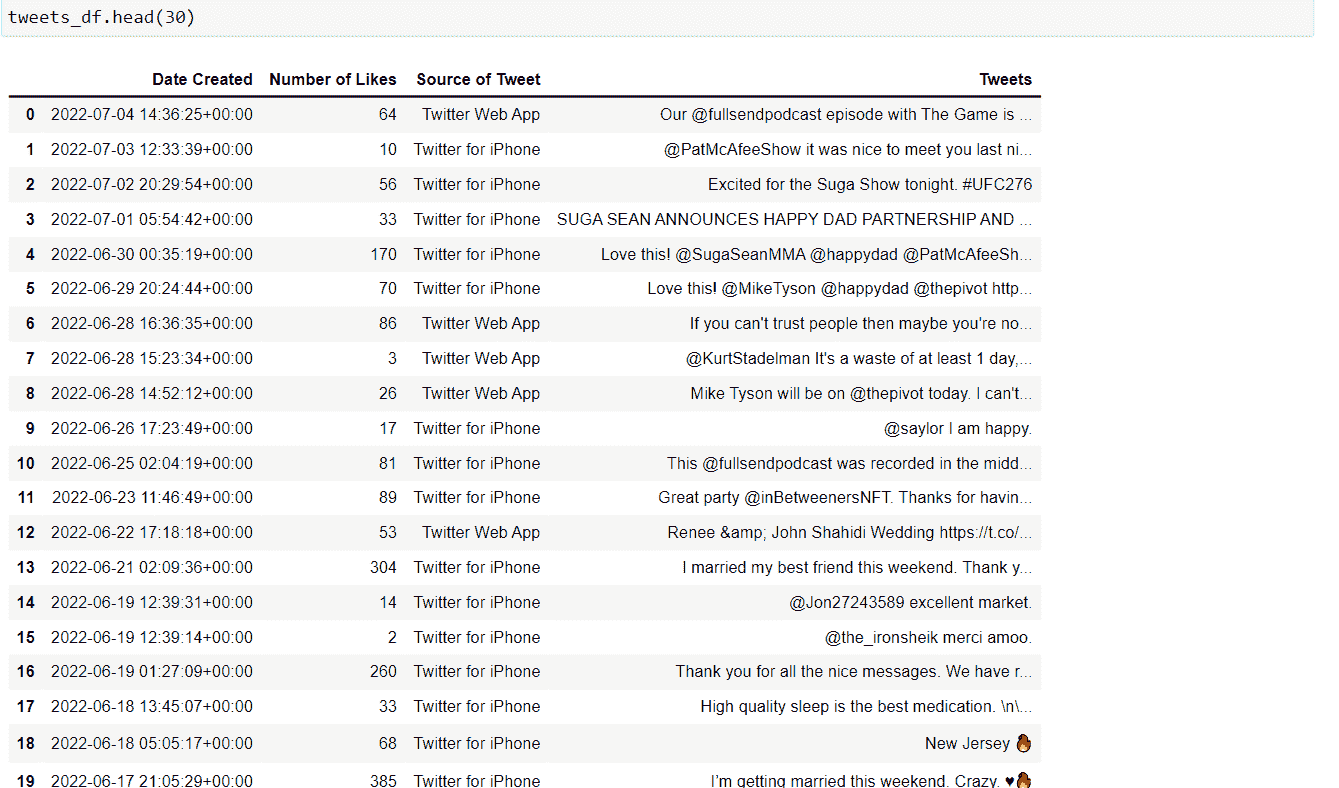 tweets_df.head(30)
Date Created Number of Likes Source of Tweet Tweets
0 2022-07-04 14:36:25+00:00 64 Twitter Web App Our @fullsendpodcast episode with The Game is ...
1 2022-07-03 12:33:39+00:00 10 Twitter for iPhone @PatMcAfeeShow it was nice to meet you last ni...
2 2022-07-02 20:29:54+00:00 56 Twitter for iPhone Excited for the Suga Show tonight. #UFC276
3 2022-07-01 05:54:42+00:00 33 Twitter for iPhone SUGA SEAN ANNOUNCES HAPPY DAD PARTNERSHIP AND ...
4 2022-06-30 00:35:19+00:00 170 Twitter for iPhone Love this! @SugaSeanMMA @happydad @PatMcAfeeSh...
5 2022-06-29 20:24:44+00:00 70 Twitter for iPhone Love this! @MikeTyson @happydad @thepivot http...
6 2022-06-28 16:36:35+00:00 86 Twitter Web App If you can't trust people then maybe you're no...
7 2022-06-28 15:23:34+00:00 3 Twitter Web App @KurtStadelman It's a waste of at least 1 day,...
8 2022-06-28 14:52:12+00:00 26 Twitter Web App Mike Tyson will be on @thepivot today. I can't...
9 2022-06-26 17:23:49+00:00 17 Twitter for iPhone @saylor I am happy.
10 2022-06-25 02:04:19+00:00 81 Twitter for iPhone This @fullsendpodcast was recorded in the midd...
11 2022-06-23 11:46:49+00:00 89 Twitter for iPhone Great party @inBetweenersNFT. Thanks for havin...
12 2022-06-22 17:18:18+00:00 53 Twitter Web App Renee &amp; John Shahidi Wedding https://t.co/...
13 2022-06-21 02:09:36+00:00 304 Twitter for iPhone I married my best friend this weekend. Thank y...
14 2022-06-19 12:39:31+00:00 14 Twitter for iPhone @Jon27243589 excellent market.
15 2022-06-19 12:39:14+00:00 2 Twitter for iPhone @the_ironsheik merci amoo.
16 2022-06-19 01:27:09+00:00 260 Twitter for iPhone Thank you for all the nice messages. We have r...
17 2022-06-18 13:45:07+00:00 33 Twitter for iPhone High quality sleep is the best medication. \n\...
18 2022-06-18 05:05:17+00:00 68 Twitter for iPhone New Jersey 🔥
19 2022-06-17 21:05:29+00:00 385 Twitter for iPhone I’m getting married this weekend. Crazy. ♥🔥